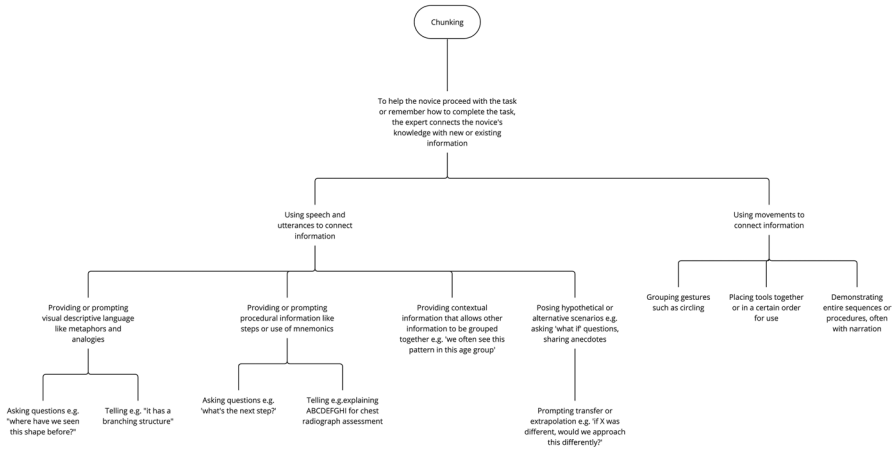 Chunking
To help the novice proceed with the task
or remember how to complete the task,
the expert connects the novice's
knowledge with new or existing
information
Using speech and
utterances to connect
information
Using movements to
connect information
Providing or prompting
visual descriptive language
like metaphors and
analogies
Providing or prompting
procedural information like
steps or use of mnemonics
Providing contextual
information that allows other
information to be grouped
together e.g. 'we often see this
pattern in this age group'
Posing hypothetical or
alternative scenarios e.g.
asking 'what if' questions,
sharing anecdotes
Grouping gestures
such as circling
Placing tools together
or in a certain order
for use
Demonstrating
entire sequences or
procedures, often
with narration
Asking questions e.g.
"where have we seen
this shape before?"
Telling e.g. "it has a
branching structure"
Asking questions e.g.
'what's the next step?'
Telling e.g.explaining
ABCDEFGHI for chest
radiograph assessment
Prompting transfer or
extrapolation e.g. 'if X was
different, would we approach
this differently?'